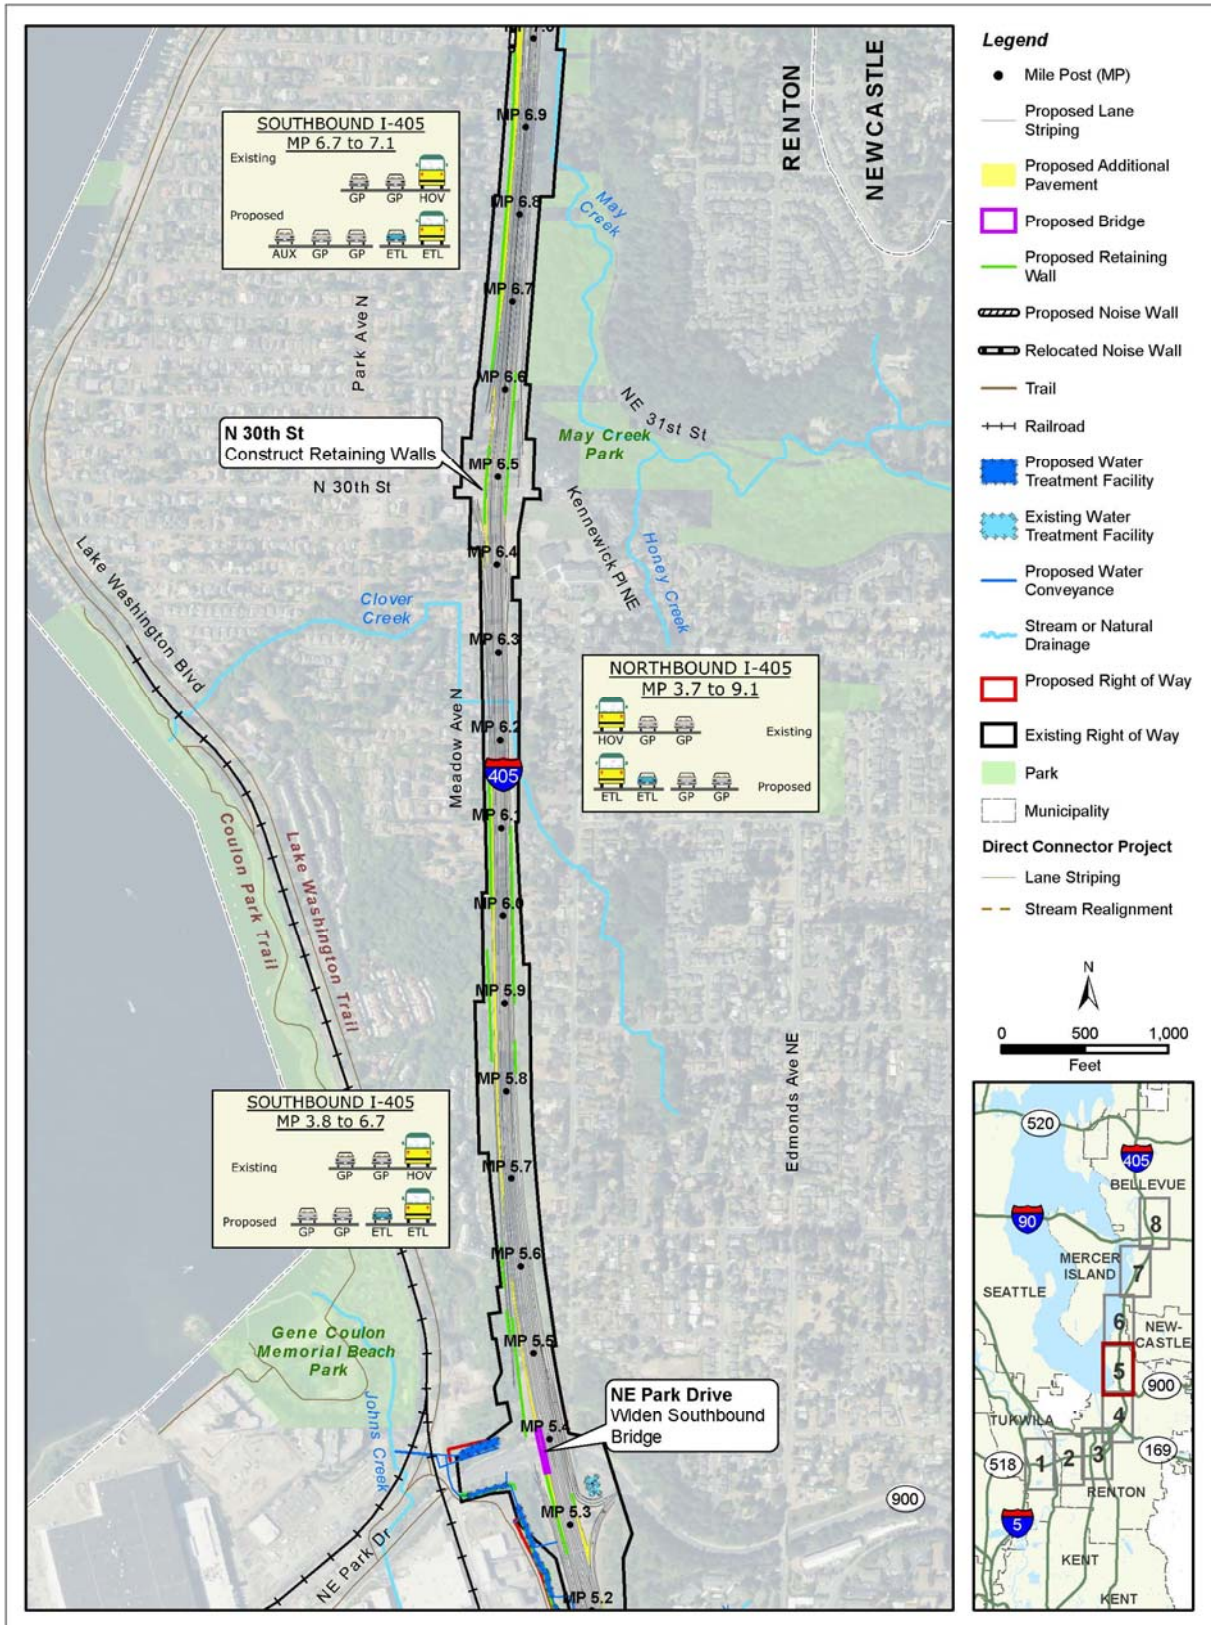 RENTON
NEWCASTLE
SOUTHBOUND I-405
MP 6.7 to 7.1
Existing
GP GP HOV
Proposed
AUX GP GP ETL ETL
MP 6.9
MP 6.8
MP 6.7
MP 6.6
MP 6.5
MP 6.4
MP 6.3
MP 6.2
405
MP 6.1
MP 6.0
MP 5.9
MP 5.8
MP 5.7
MP 5.6
MP 5.5
MP 5.4
MP 5.3
MP 5.2
May
Creek
Park Ave N
N 30th St
Construct Retaining Walls
N 30th St
NE 31st St
May Creek
Park
Kennewick Pl NE
Honey Creek
Lake Washington Blvd
Clover
Creek
Meadow Ave N
NORTHBOUND I-405
MP 3.7 to 9.1
HOV GP GP Existing
ETL ETL GP GP Proposed
Coulon Park Trail
Lake Washington Trail
Edmonds Ave NE
SOUTHBOUND I-405
MP 3.8 to 6.7
Existing
GP GP HOV
Proposed
GP GP ETL ETL
Gene Coulon
Memorial Beach
Park
Johns Creek
NE Park Drive
Widen Southbound
Bridge
900
NE Park Dr
Legend
Mile Post (MP)
Proposed Lane
Striping
Proposed Additional
Pavement
Proposed Bridge
Proposed Retaining
Wall
Proposed Noise Wall
Relocated Noise Wall
Trail
Railroad
Proposed Water
Treatment Facility
Existing Water
Treatment Facility
Proposed Water
Conveyance
Stream or Natural
Drainage
Proposed Right of Way
Existing Right of Way
Park
Municipality
Direct Connector Project
Lane Striping
Stream Realignment
N
0 500 1,000
Feet
520
405
BELLEVUE
90
8
MERCER
ISLAND
7
SEATTLE
6
NEW-
CASTLE
5
900
4
TUKWILA
518
1
2
3
169
RENTON
5
KENT
KENT